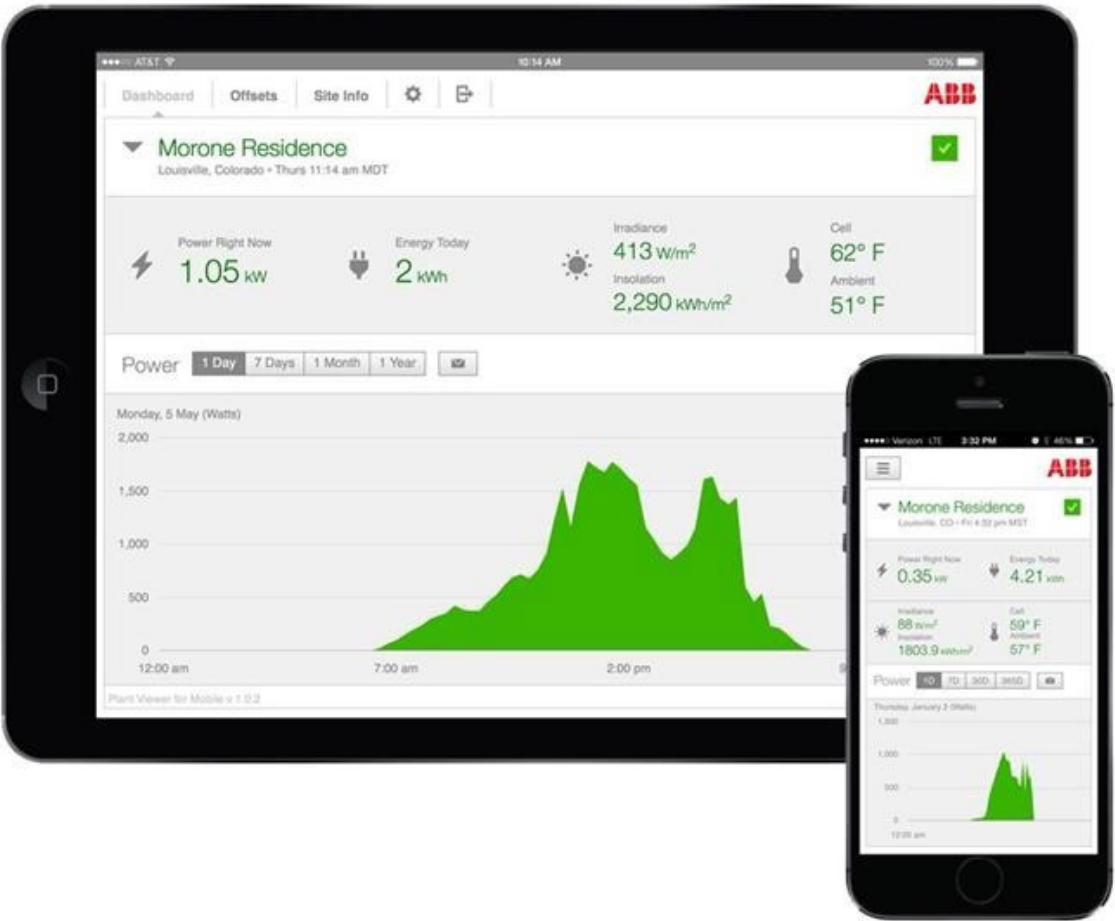 AT&T
10:14 AM
100%
Dashboard
Offsets
Site Info
ABB
Morone Residence
Louisville, Colorado • Thurs 11:14 am MDT
Power Right Now
1.05 kW
Energy Today
2 kWh
Irradiance
413 W/m²
Insolation
2,290 kWh/m²
Cell
62° F
Ambient
51° F
Power
1 Day
7 Days
1 Month
1 Year
Monday, 5 May (Watts)
2,000
1,500
1,000
500
0
12:00 am
7:00 am
2:00 pm
Plant Viewer for Mobile v 1.0.2
Verizon LTE
3:32 PM
46%
ABB
Morone Residence
Louisville, CO • Fri 4:32 pm MST
Power Right Now
0.35 kW
Energy Today
4.21 kWh
Irradiance
88 W/m²
Insolation
1803.9 kWh/m²
Cell
59° F
Ambient
57° F
Power
1D
7D
30D
365D
Thursday, January 2 (Watts)
1,500
1,000
500
0
12:00 am